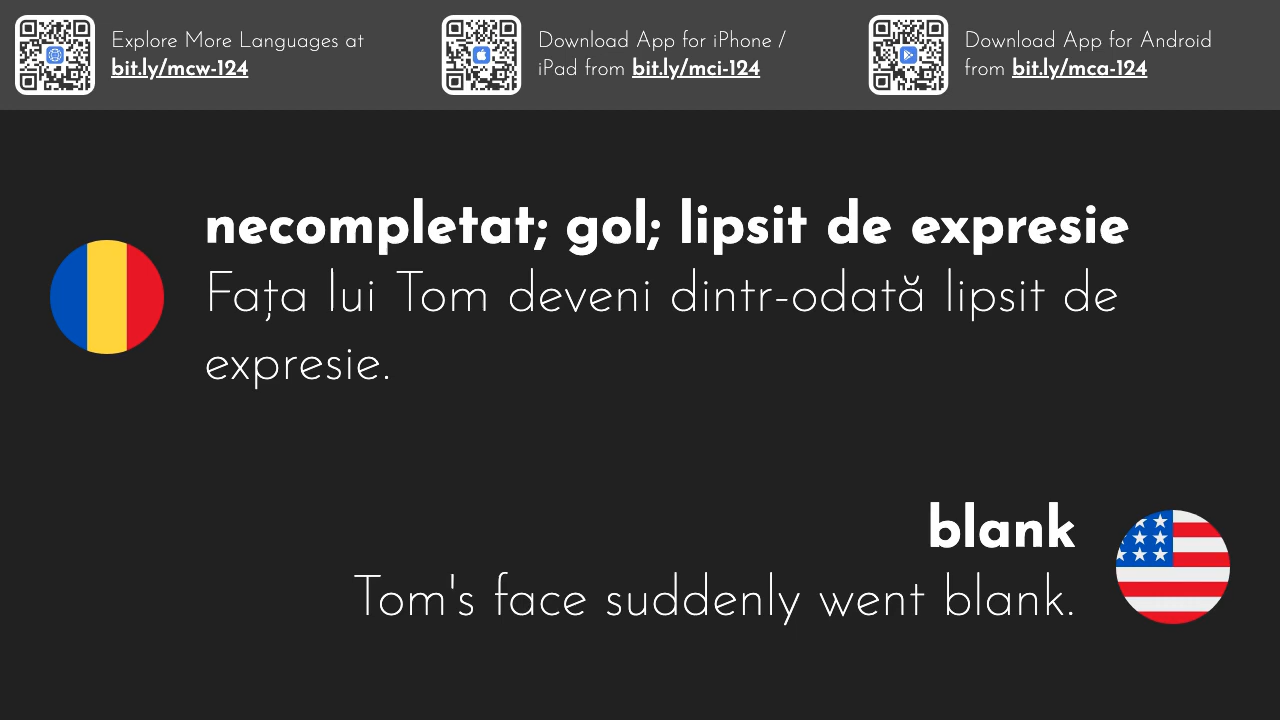 Explore More Languages at
bit.ly/mcw-124
Download App for iPhone /
iPad from bit.ly/mci-124
Download App for Android
from bit.ly/mca-124
necompletat; gol; lipsit de expresie
Fața lui Tom deveni dintr-odată lipsit de
expresie.
blank
Tom's face suddenly went blank.